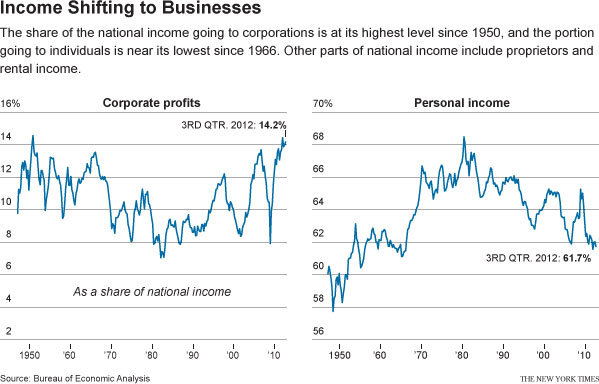 Income Shifting to Businesses
The share of the national income going to corporations is at its highest level since 1950, and the portion
going to individuals is near its lowest since 1966. Other parts of national income include proprietors and
rental income.
16%
Corporate profits
3RD QTR. 2012: 14.2%
14
12
10
8
6
4
2
As a share of national income
1950 '60 '70 '80 '90 '00 '10
70%
Personal income
68
66
64
62
60
58
56
3RD QTR. 2012: 61.7%
1950 '60 '70 '80 '90 '00 '10
Source: Bureau of Economic Analysis
THE NEW YORK TIMES